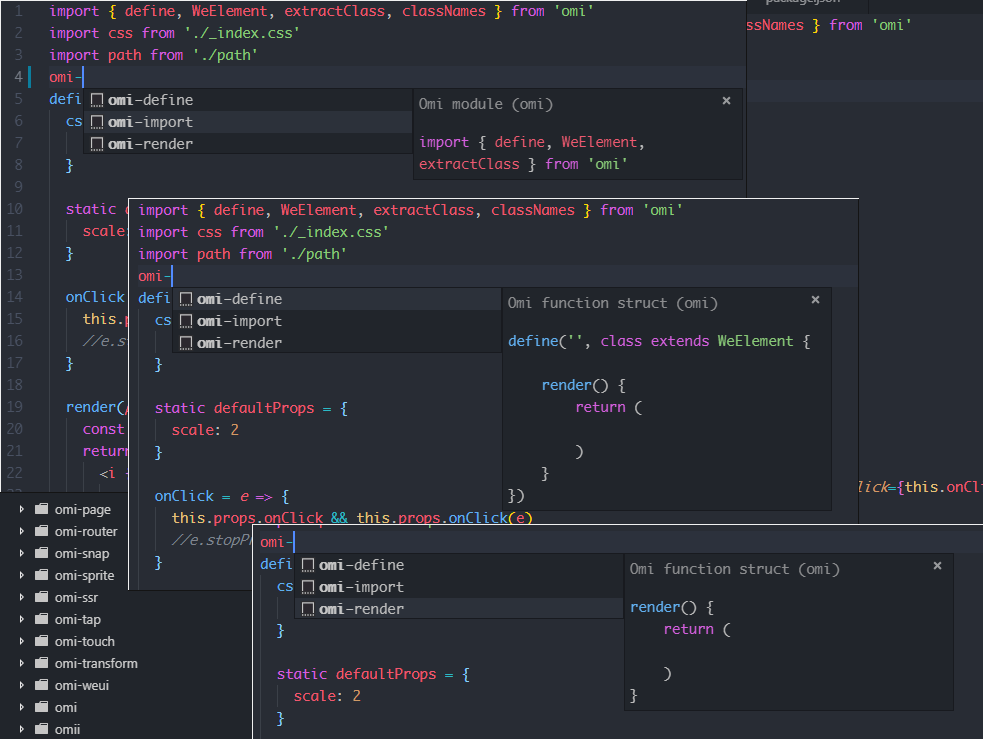 package.json
1 import { define, WeElement, extractClass, classNames } from 'omi'
2 import css from './_index.css'
3 import path from './path'
4 omi-
5 defi
6 cs
7
8 }
9
10 static
11 scale:
12 }
13
14 onClick
15 this.p
16 //e.st
17 }
18
19 render(
20 const
21 return
22 <i
omi-define
omi-import
omi-render
Omi module (omi) ×
import { define, WeElement,
extractClass } from 'omi'
ssNames } from 'omi'
lick={this.onCli
import { define, WeElement, extractClass, classNames } from 'omi'
import css from './_index.css'
import path from './path'
omi-
defi
cs
}
static defaultProps = {
scale: 2
}
onClick = e => {
this.props.onClick && this.props.onClick(e)
//e.stopPr
}
omi-define
omi-import
omi-render
Omi function struct (omi) ×
define('', class extends WeElement {
render() {
return (
)
}
})
omi-page
omi-router
omi-snap
omi-sprite
omi-ssr
omi-tap
omi-touch
omi-transform
omi-weui
omi
omii
omi-
defi
cs
}
static defaultProps = {
scale: 2
}
omi-define
omi-import
omi-render
Omi function struct (omi) ×
render() {
return (
)
}